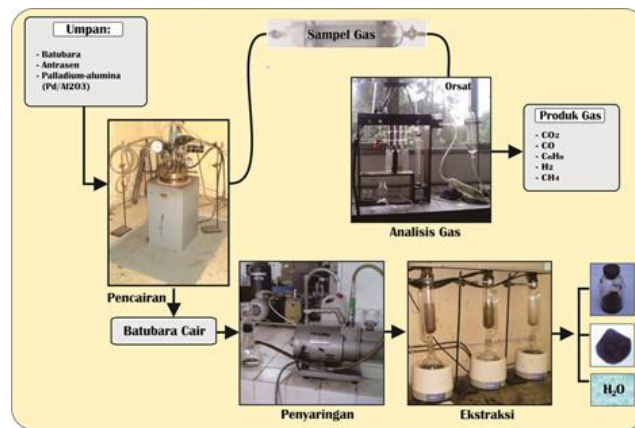 Umpan:
- Batubara
- Antrasen
- Palladium-alumina
(Pd/Al2O3)
Sampel Gas
Orsat
Analisis Gas
Produk Gas
- CO₂
- CO
- CnHn
- H₂
- CH₄
Pencairan
Batubara Cair
Penyaringan
Ekstraksi
H₂O